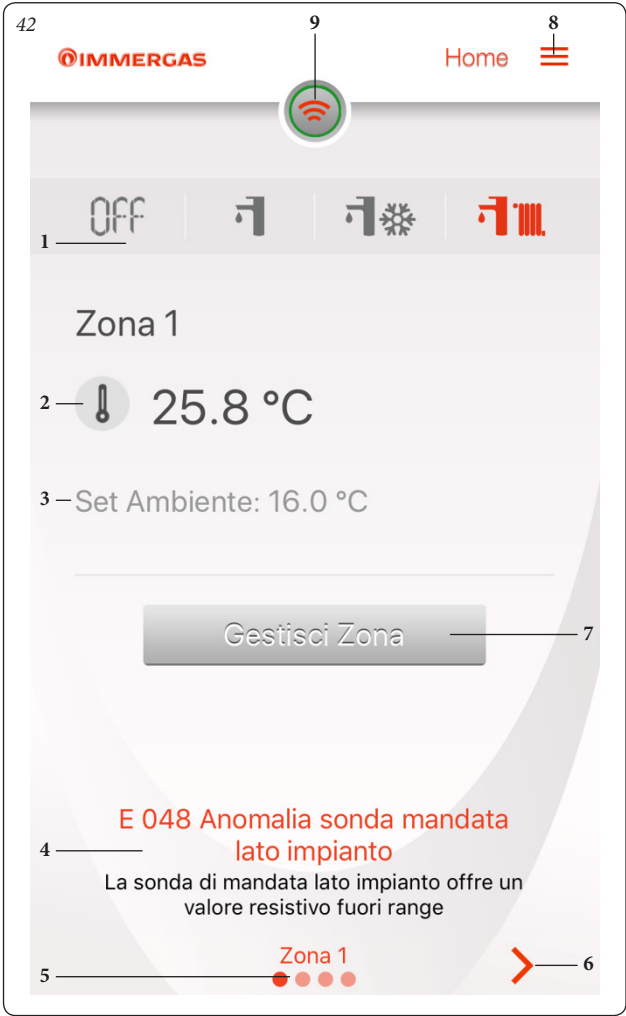 42
9
8
IMMERGAS
Home
OFF
1
Zona 1
2
25.8 °C
3
Set Ambiente: 16.0 °C
Gestisci Zona
7
E 048 Anomalia sonda mandata
lato impianto
4
La sonda di mandata lato impianto offre un
valore resistivo fuori range
Zona 1
5
6